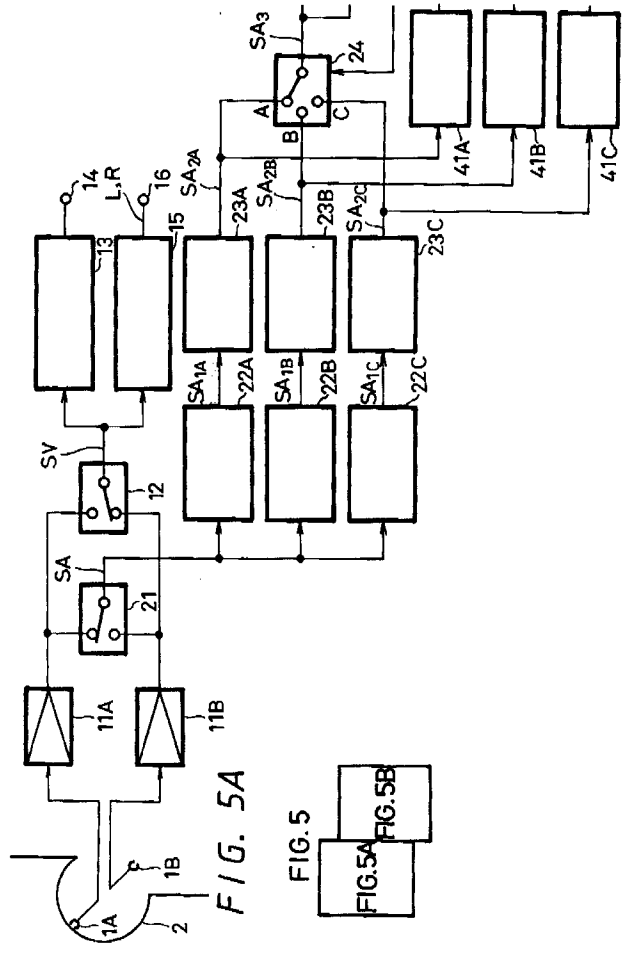 SA3
24
A
B
C
41A
41B
41C
14
L,R
16
13
15
SA2A
SA2B
SA2C
23A
23B
23C
SA1A
SA1B
SA1C
22A
22B
22C
SV
12
SA
21
11A
11B
1A
1B
2
FIG. 5A
FIG. 5
FIG.5A
FIG.5B